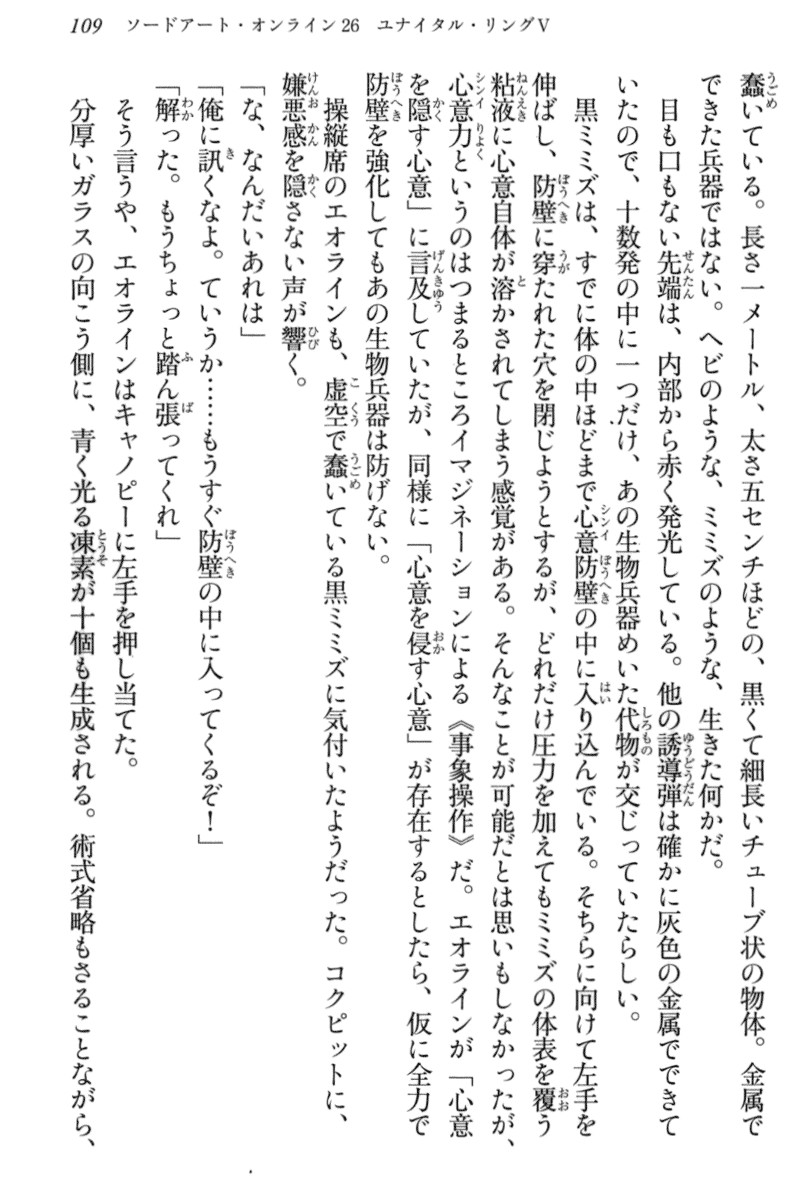 109 ソードアート・オンライン26 ユナイタル・リングⅤ
蠢いている。長さ一メートル、太さ五センチほどの、黒くて細長いチューブ状の物体。金属で
できた兵器ではない。ヘビのような、ミミズのような、生きた何かだ。
目も口もない先端は、内部から赤く発光している。他の誘導弾は確かに灰色の金属でできて
いたので、十数発の中に一つだけ、あの生物兵器めいた代物が交じっていたらしい。
黒ミミズは、すでに体の中ほどまで心意防壁の中に入り込んでいる。そちらに向けて左手を
伸ばし、防壁に穿たれた穴を閉じようとするが、どれだけ圧力を加えてもミミズの体表を覆う
粘液に心意自体が溶かされてしまう感覚がある。そんなことが可能だとは思いもしなかったが、
心意力というのはつまるところイマジネーションによる《事象操作》だ。エオラインが「心意
を隠す心意」に言及していたが、同様に「心意を侵す心意」が存在するとしたら、仮に全力で
防壁を強化してもあの生物兵器は防げない。
操縦席のエオラインも、虚空で蠢いている黒ミミズに気付いたようだった。コクピットに、
嫌悪感を隠さない声が響く。
「な、なんだいあれは」
「俺に訊くなよ。ていうか……もうすぐ防壁の中に入ってくるぞ！」
「解った。もうちょっと踏ん張ってくれ」
そう言うや、エオラインはキャノピーに左手を押し当てた。
分厚いガラスの向こう側に、青く光る凍素が十個も生成される。術式省略もさることながら、